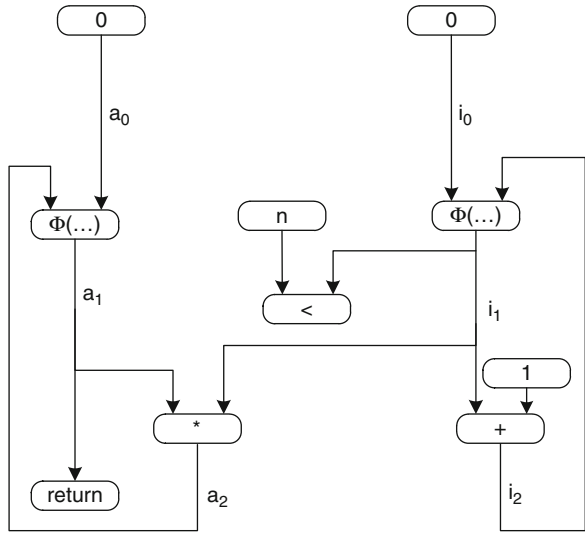 0
0
a0
i0
Φ(...)
n
Φ(...)
a1
<
i1
1
*
+
return
a2
i2